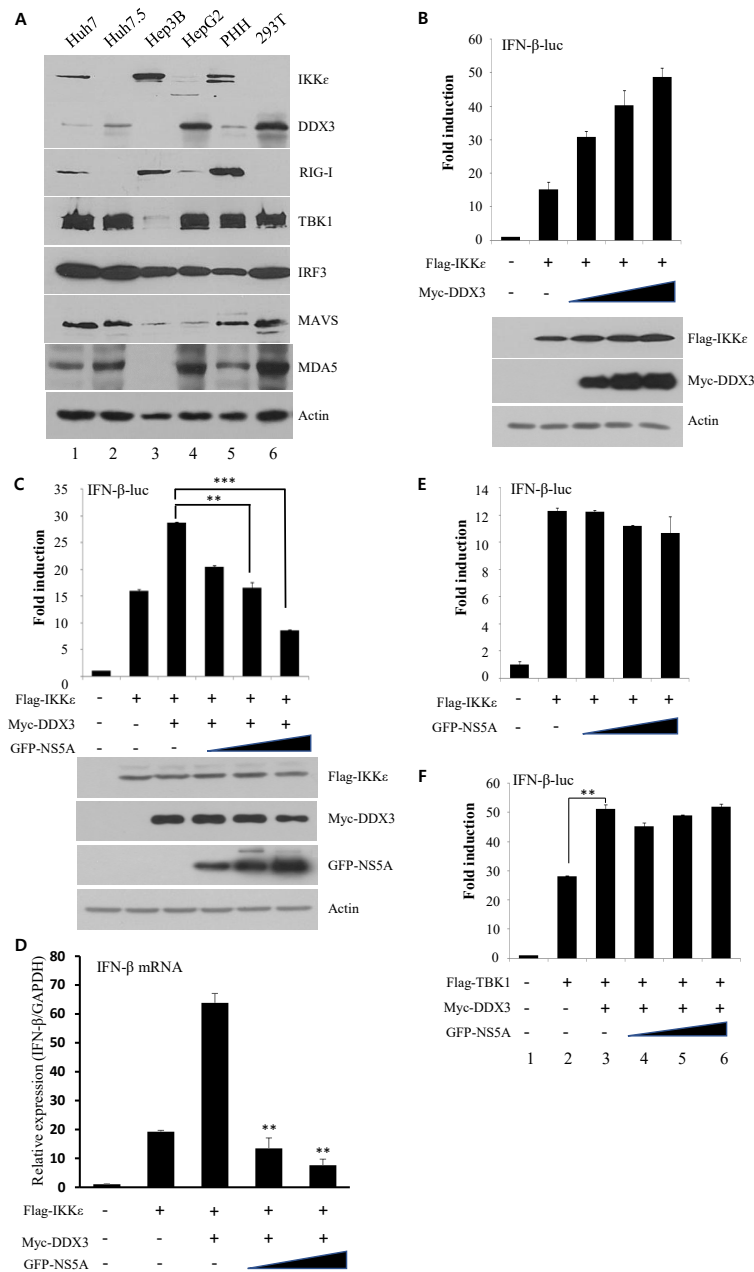 A
Huh7 Huh7.5 Hep3B HepG2 PHH 293T
IKKε
DDX3
RIG-I
TBK1
IRF3
MAVS
MDA5
Actin
1 2 3 4 5 6
B
IFN-β-luc
Fold induction
60
50
40
30
20
10
0
Flag-IKKε - + + + +
Myc-DDX3 - -
Flag-IKKε
Myc-DDX3
Actin
C
IFN-β-luc
Fold induction
35
30
25
20
15
10
5
0
***
**
Flag-IKKε - + + + + +
Myc-DDX3 - - + + + +
GFP-NS5A - - -
Flag-IKKε
Myc-DDX3
GFP-NS5A
Actin
D
IFN-β mRNA
Relative expression (IFN-β/GAPDH)
80
70
60
50
40
30
20
10
0
**
**
Flag-IKKε - + + + +
Myc-DDX3 - - + + +
GFP-NS5A - - -
E
IFN-β-luc
Fold induction
14
12
10
8
6
4
2
0
Flag-IKKε - + + + +
GFP-NS5A - -
F
IFN-β-luc
Fold induction
60
50
40
30
20
10
0
**
Flag-TBK1 - + + + + +
Myc-DDX3 - - + + + +
GFP-NS5A - - -
1 2 3 4 5 6